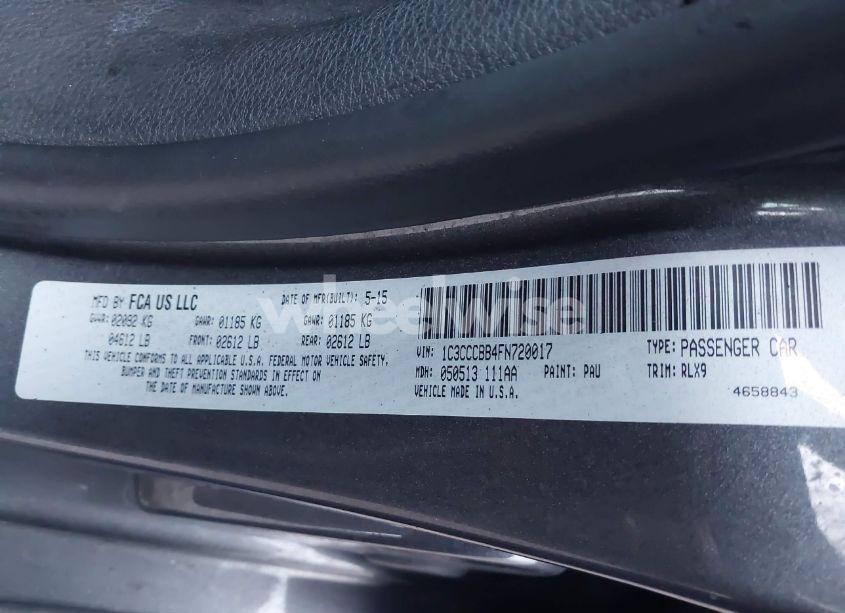 MFD BY FCA US LLC DATE OF MFR(BUILT): 5-15
GVWR: 02092 KG GAWR: 01185 KG GAWR: 01185 KG
04612 LB FRONT: 02612 LB REAR: 02612 LB
THIS VEHICLE CONFORMS TO ALL APPLICABLE U.S.A. FEDERAL MOTOR VEHICLE SAFETY,
BUMPER AND THEFT PREVENTION STANDARDS IN EFFECT ON
THE DATE OF MANUFACTURE SHOWN ABOVE.
VIN: 1C3CCCBB4FN720017 TYPE: PASSENGER CAR
MDH: 050513 111AA PAINT: PAU TRIM: RLX9
VEHICLE MADE IN U.S.A. 4658843
wheelwise